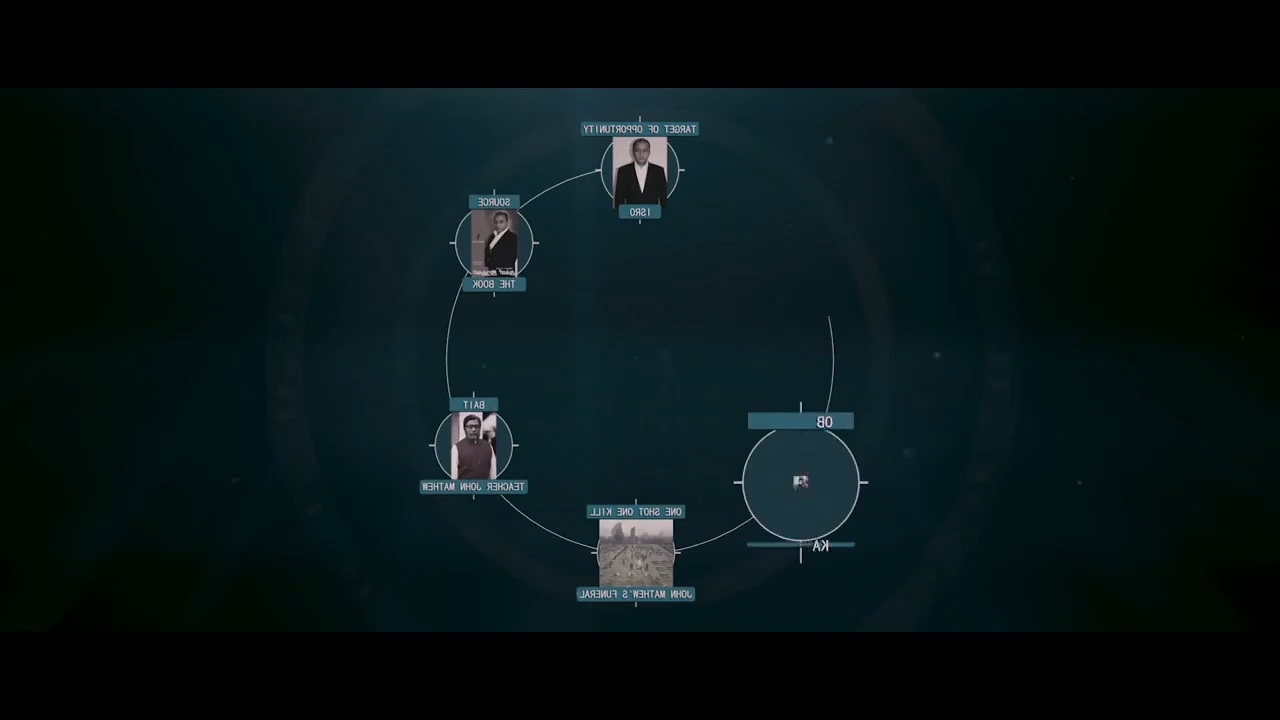 TARGET OF OPPORTUNITY
ISRO
SOURCE
THE BOOK
BAIT
TEACHER JOHN MATHEW
ONE SHOT ONE KILL
JOHN MATHEW'S FUNERAL
OB
KA